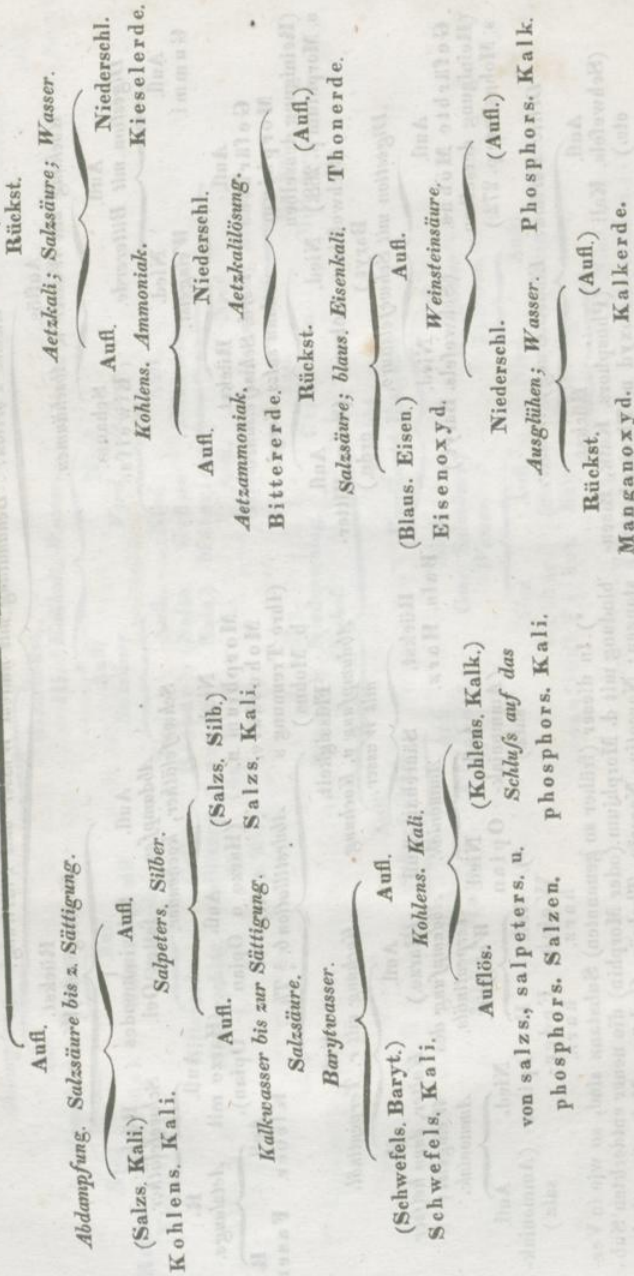 Aufl.
Abdampfung. Salzsäure bis z. Sättigung.
(Salzs. Kali.) Aufl.
Kohlens. Kali. Salpeters. Silber.
Aufl. (Salzs. Silb.)
Kalkwasser bis zur Sättigung. Salzs. Kali.
Salzsäure.
Barytwasser.
(Schwefels. Baryt.) Aufl.
Schwefels. Kali. Kohlens. Kali.
Auflös. (Kohlens. Kalk.)
von salzs., salpeters. u. Schluſs auf das
phosphors. Salzen. phosphors. Kali.
Rückst.
Aetzkali; Salzsäure; Wasser.
Aufl. Niederschl.
Kohlens. Ammoniak. Kieselerde.
Aufl. Niederschl.
Aetzammoniak. Aetzkalilösung.
Bittererde. Rückst. (Aufl.)
Salzsäure; blaus. Eisenkali. Thonerde.
(Blaus. Eisen.) Aufl.
Eisenoxyd. Weinsteinsäure.
Niederschl. (Aufl.)
Ausglühen; Wasser. Phosphors. Kalk.
Rückst. (Aufl.)
Manganoxyd. Kalkerde.